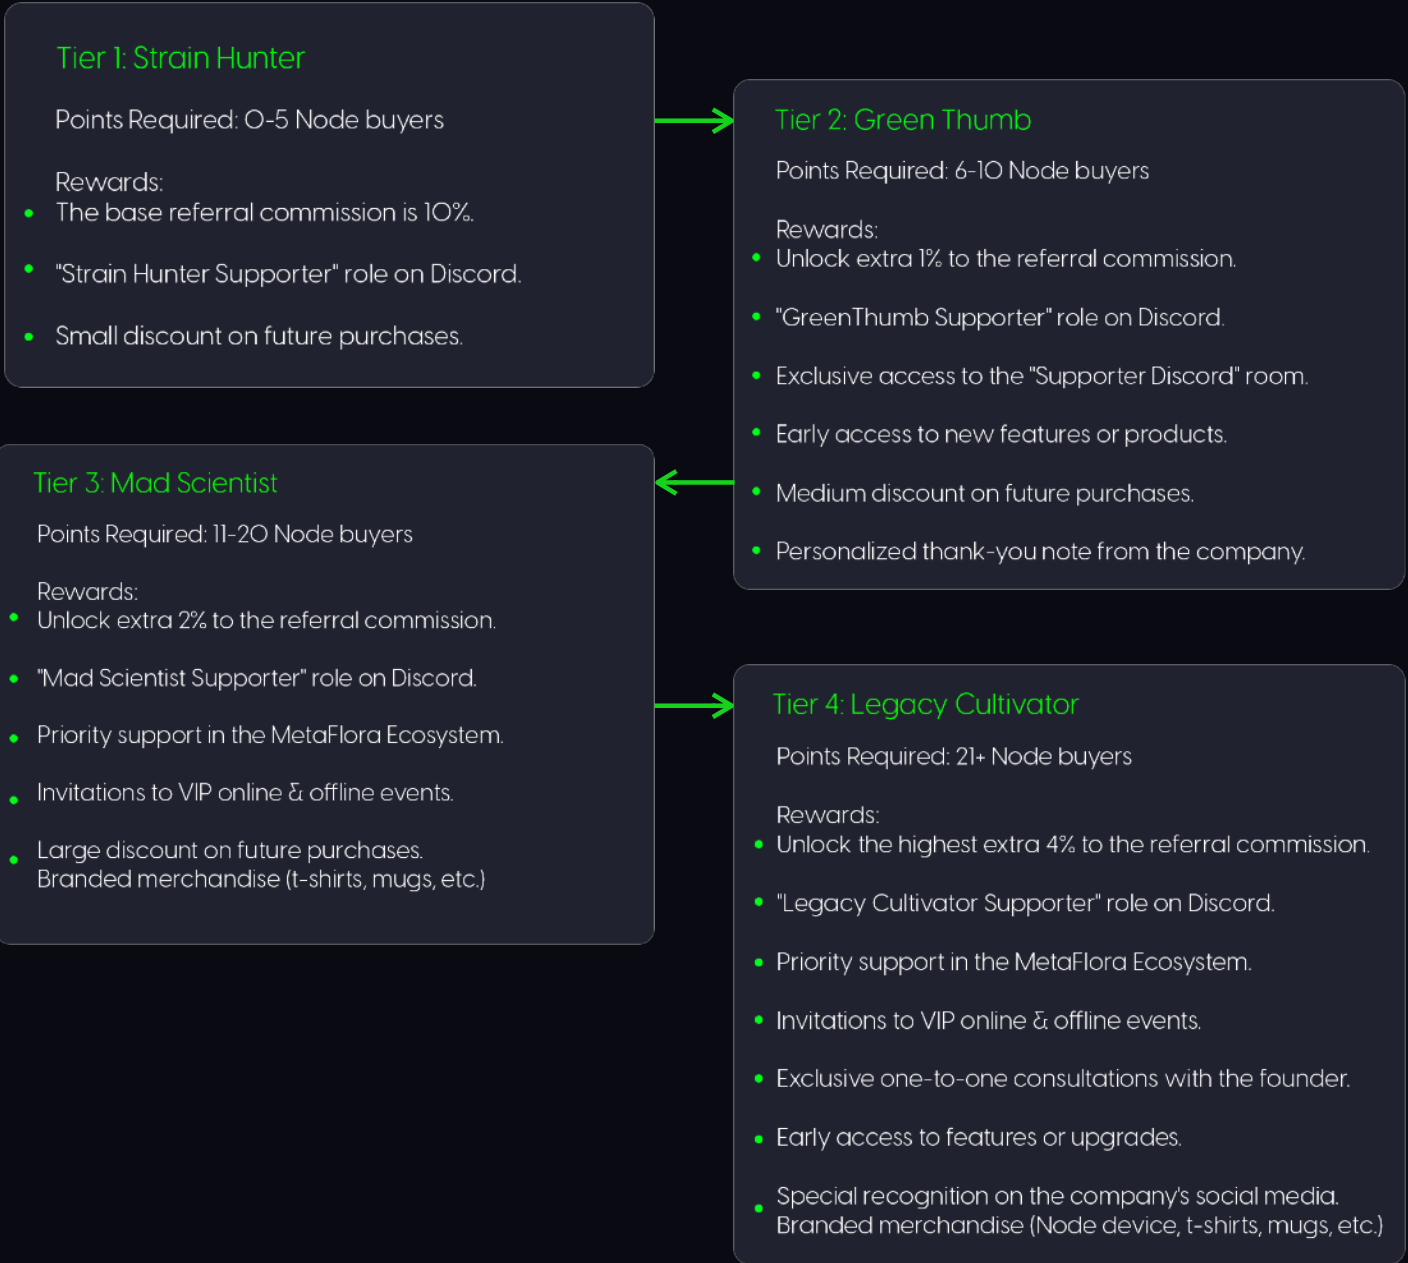 Tier 1: Strain Hunter
Points Required: 0-5 Node buyers
Rewards:
The base referral commission is 10%.
"Strain Hunter Supporter" role on Discord.
Small discount on future purchases.
Tier 2: Green Thumb
Points Required: 6-10 Node buyers
Rewards:
Unlock extra 1% to the referral commission.
"GreenThumb Supporter" role on Discord.
Exclusive access to the "Supporter Discord" room.
Early access to new features or products.
Medium discount on future purchases.
Personalized thank-you note from the company.
Tier 3: Mad Scientist
Points Required: 11-20 Node buyers
Rewards:
Unlock extra 2% to the referral commission.
"Mad Scientist Supporter" role on Discord.
Priority support in the MetaFlora Ecosystem.
Invitations to VIP online & offline events.
Large discount on future purchases.
Branded merchandise (t-shirts, mugs, etc.)
Tier 4: Legacy Cultivator
Points Required: 21+ Node buyers
Rewards:
Unlock the highest extra 4% to the referral commission.
"Legacy Cultivator Supporter" role on Discord.
Priority support in the MetaFlora Ecosystem.
Invitations to VIP online & offline events.
Exclusive one-to-one consultations with the founder.
Early access to features or upgrades.
Special recognition on the company's social media.
Branded merchandise (Node device, t-shirts, mugs, etc.)